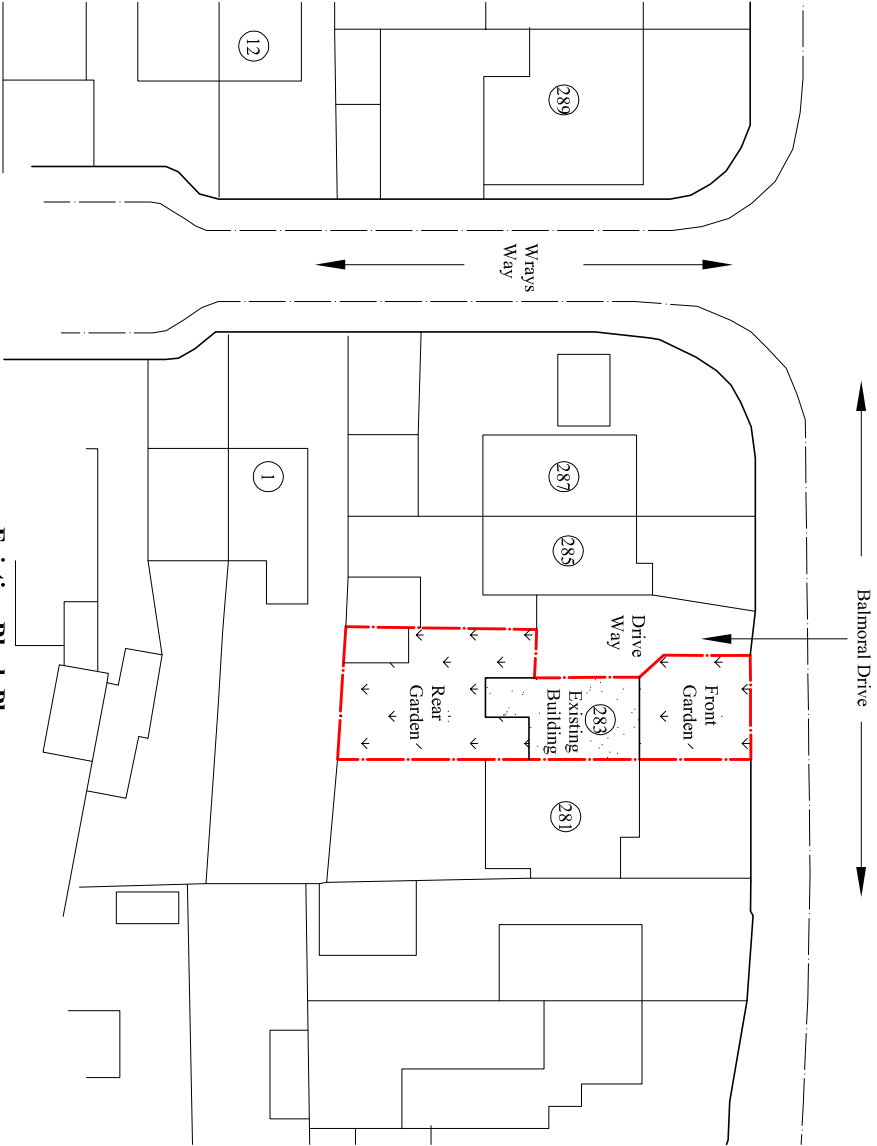 12
289
Wrays
Way
Balmoral Drive
287
285
1
Drive
Way
Front
Garden
283
Existing
Building
Rear
Garden
281